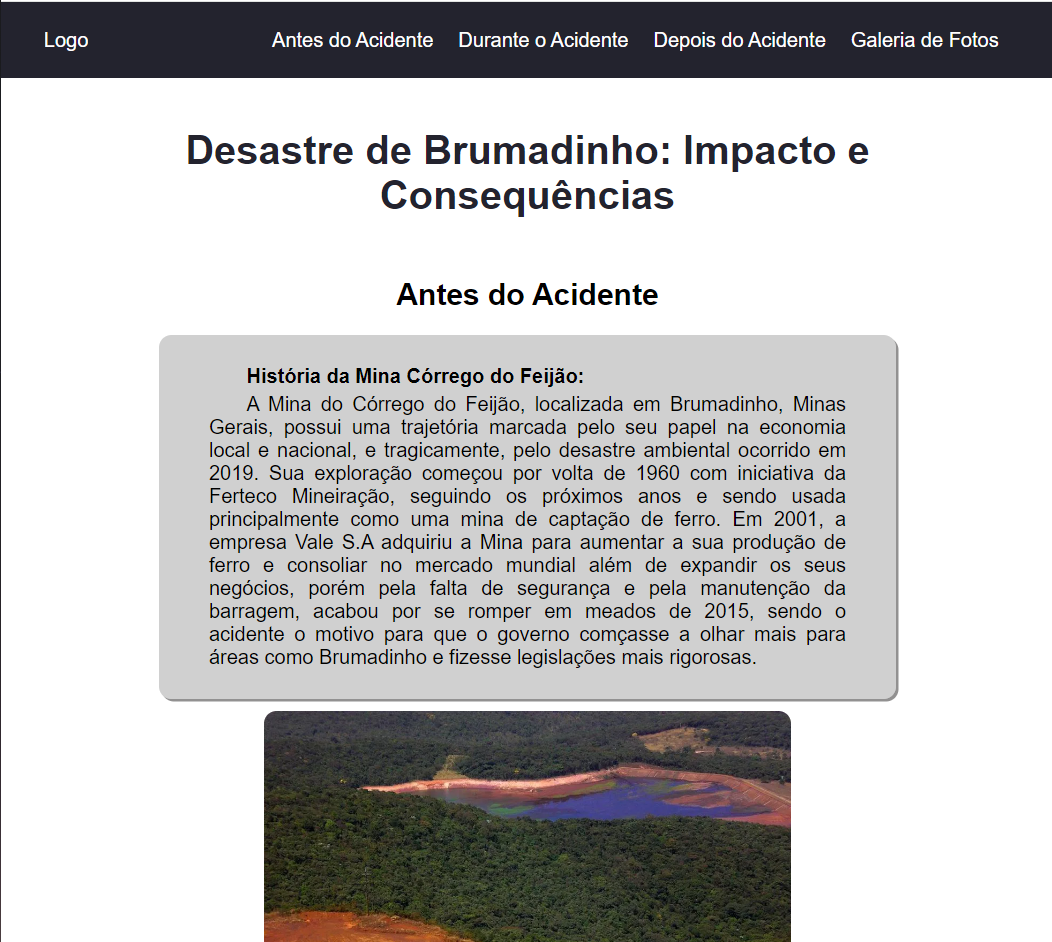 Logo Antes do Acidente Durante o Acidente Depois do Acidente Galeria de Fotos
Desastre de Brumadinho: Impacto e
Consequências
Antes do Acidente
História da Mina Córrego do Feijão:
A Mina do Córrego do Feijão, localizada em Brumadinho, Minas
Gerais, possui uma trajetória marcada pelo seu papel na economia
local e nacional, e tragicamente, pelo desastre ambiental ocorrido em
2019. Sua exploração começou por volta de 1960 com iniciativa da
Ferteco Mineiração, seguindo os próximos anos e sendo usada
principalmente como uma mina de captação de ferro. Em 2001, a
empresa Vale S.A adquiriu a Mina para aumentar a sua produção de
ferro e consoliar no mercado mundial além de expandir os seus
negócios, porém pela falta de segurança e pela manutenção da
barragem, acabou por se romper em meados de 2015, sendo o
acidente o motivo para que o governo comçasse a olhar mais para
áreas como Brumadinho e fizesse legislações mais rigorosas.